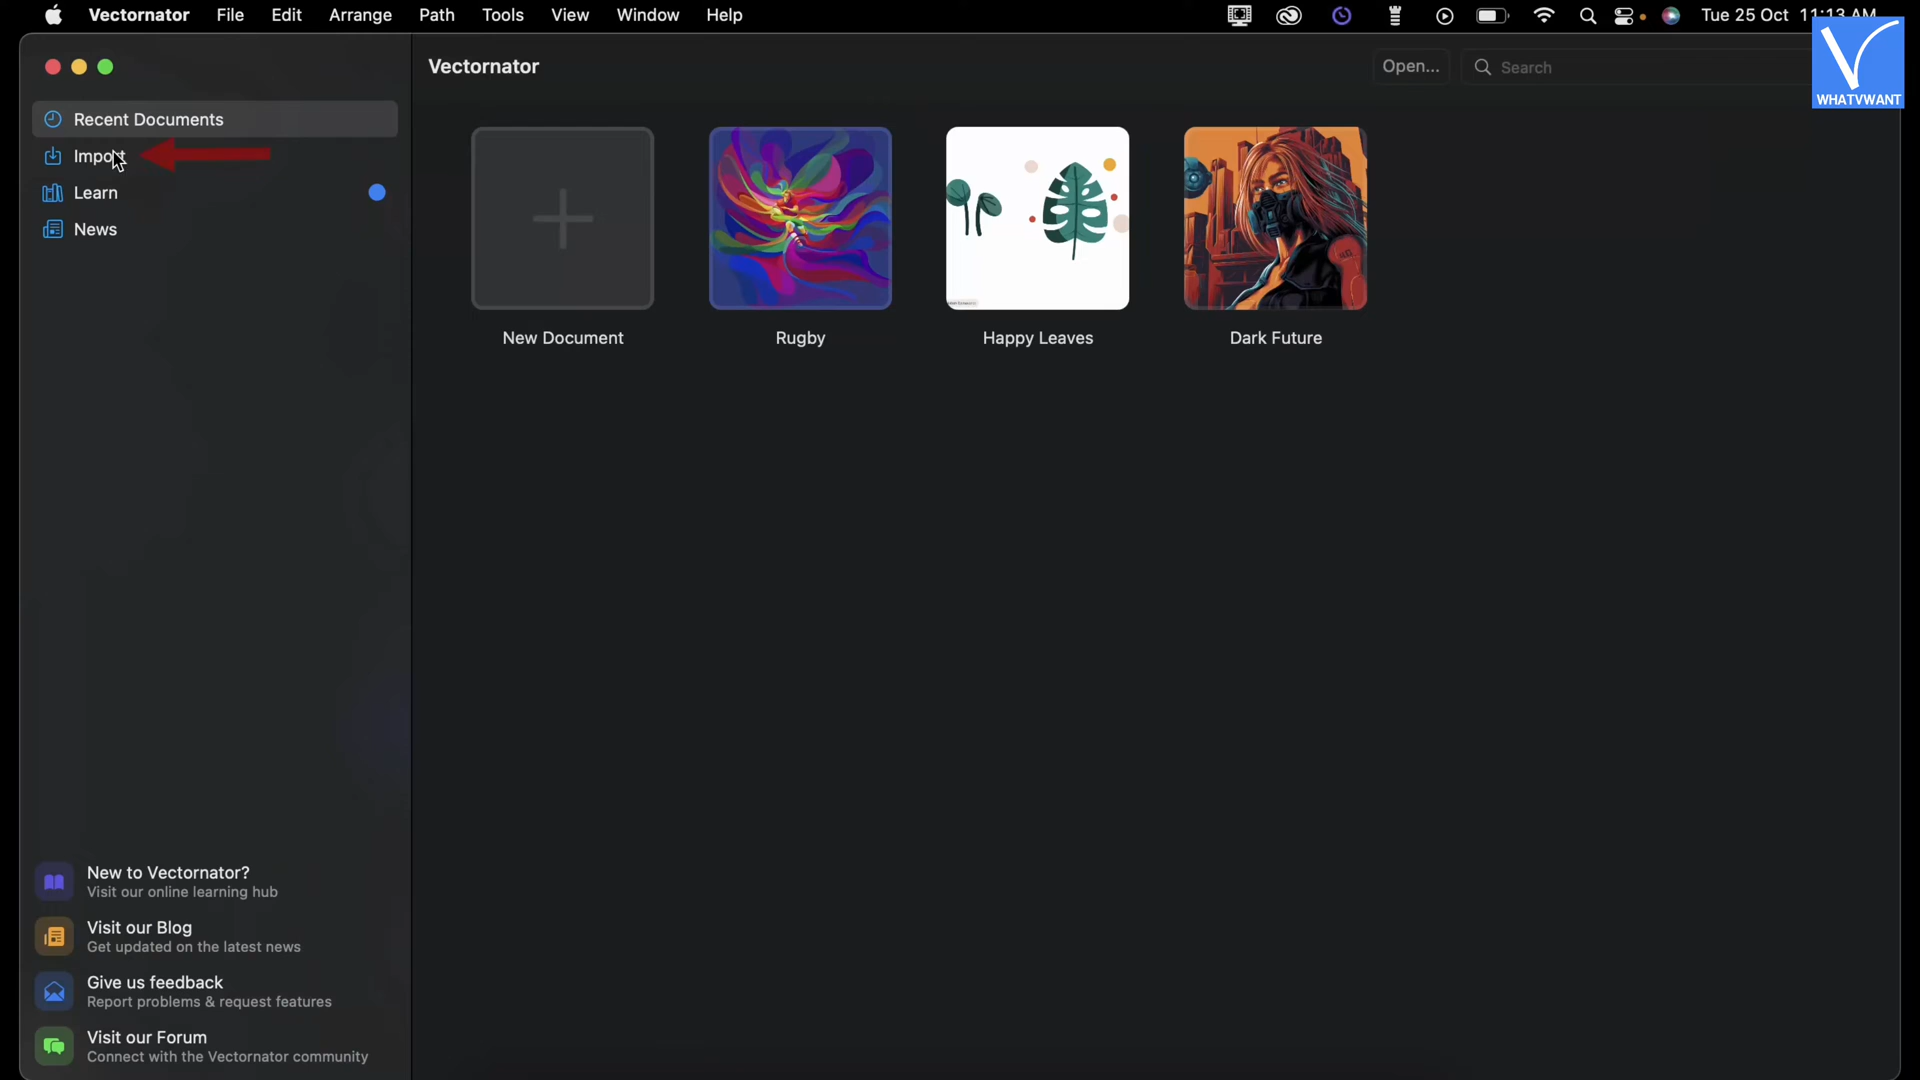 Vectornator File Edit Arrange Path Tools View Window Help Tue 25 Oct 11:13 AM
WHATVWANT
Vectornator Open... Search
Recent Documents
Import
Learn
News
New Document Rugby Happy Leaves Dark Future
New to Vectornator?
Visit our online learning hub
Visit our Blog
Get updated on the latest news
Give us feedback
Report problems & request features
Visit our Forum
Connect with the Vectornator community